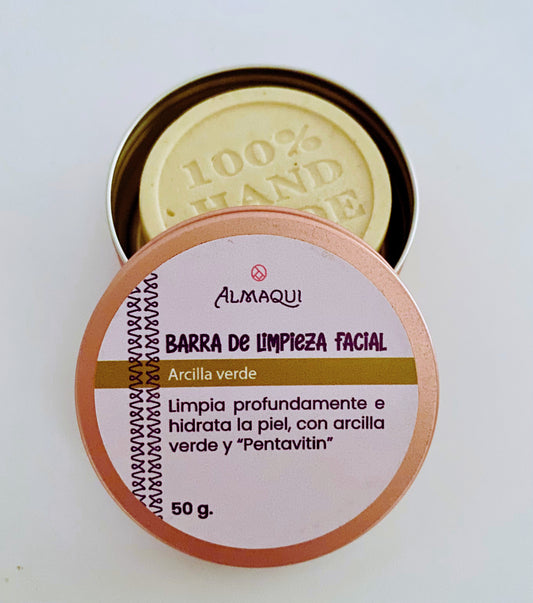 100%
HAND
ALMAQUI
BARRA DE LIMPIEZA FACIAL
Arcilla verde
Limpia profundamente e
hidrata la piel, con arcilla
verde y “Pentavitin”
50 g.